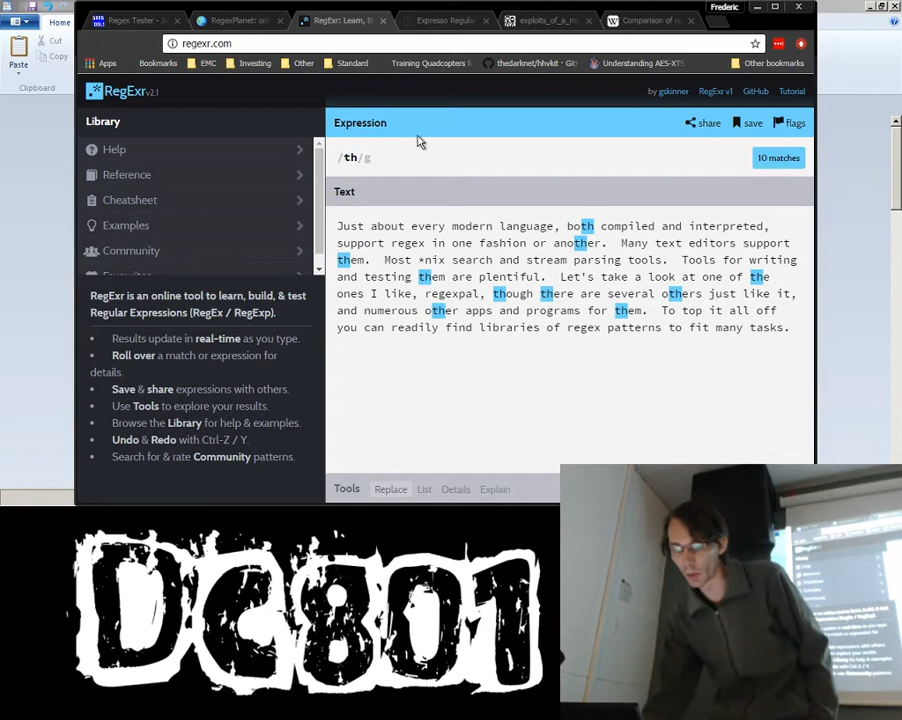 Frederic
Regex Tester - J
RegexPlanet: onli
RegExr: Learn, B
Expresso Regula
exploits_of_a_m
Comparison of re
Home
regexr.com
Cut
Copy
Paste
Clipboard
Apps
Bookmarks
EMC
Investing
Other
Standard
Training Quadcopters
github.com/thedarknet/hhvkit · Git
Understanding AES-XTS
Other bookmarks
RegExr v2.1
by gskinner
RegExr v1
GitHub
Tutorial
Library
Help
Reference
Cheatsheet
Examples
Community
RegExr is an online tool to learn, build, & test
Regular Expressions (RegEx / RegExp).
Results update in real-time as you type.
Roll over a match or expression for
details.
Save & share expressions with others.
Use Tools to explore your results.
Browse the Library for help & examples.
Undo & Redo with Ctrl-Z / Y.
Search for & rate Community patterns.
Expression
share
save
flags
/th/g
10 matches
Text
Just about every modern language, both compiled and interpreted,
support regex in one fashion or another. Many text editors support
them. Most *nix search and stream parsing tools. Tools for writing
and testing them are plentiful. Let's take a look at one of the
ones I like, regexpal, though there are several others just like it,
and numerous other apps and programs for them. To top it all off
you can readily find libraries of regex patterns to fit many tasks.
Tools
Replace
List
Details
Explain
DC801